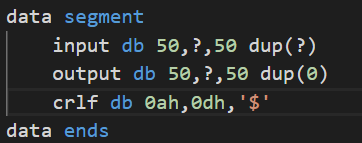 data segment
input db 50,?,50 dup(?)
output db 50,?,50 dup(0)
crlf db 0ah,0dh,'$'
data ends